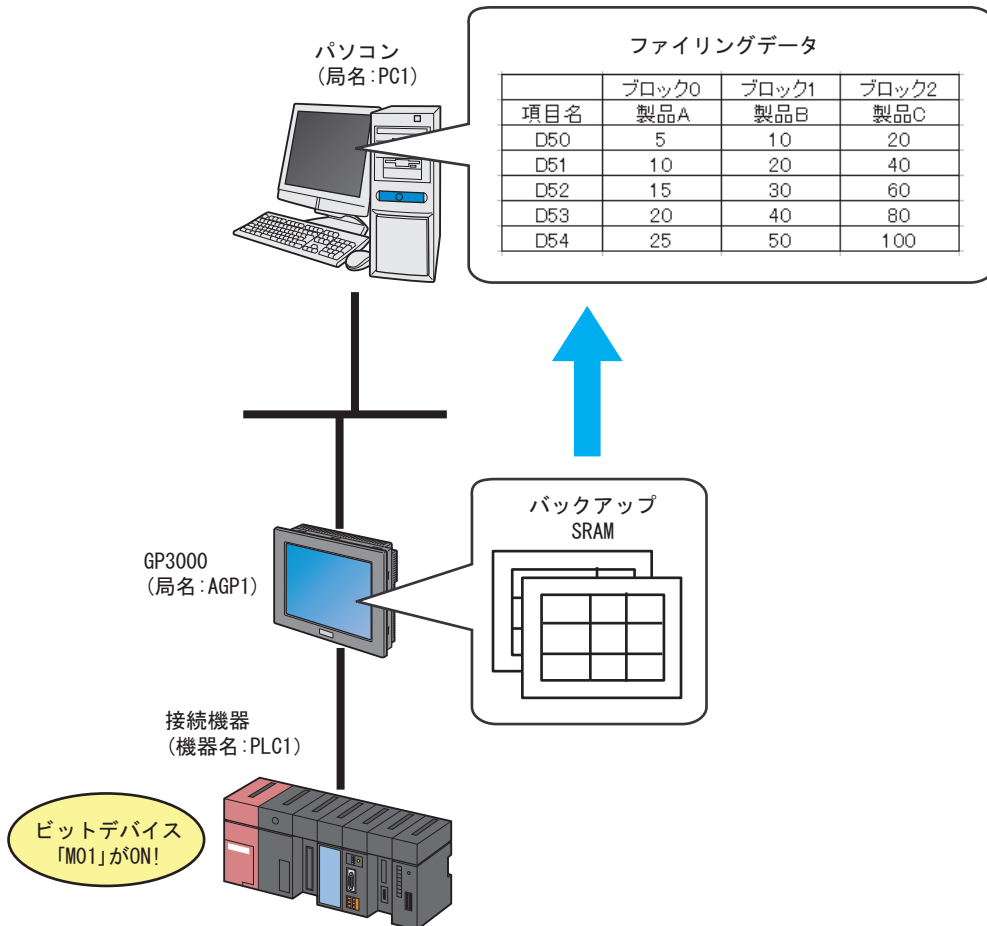 パソコン
(局名:PC1)
ファイリングデータ
ブロック0 ブロック1 ブロック2
項目名 製品A 製品B 製品C
D50 5 10 20
D51 10 20 40
D52 15 30 60
D53 20 40 80
D54 25 50 100
バックアップ
SRAM
GP3000
(局名:AGP1)
接続機器
(機器名:PLC1)
ビットデバイス
「M01」がON!